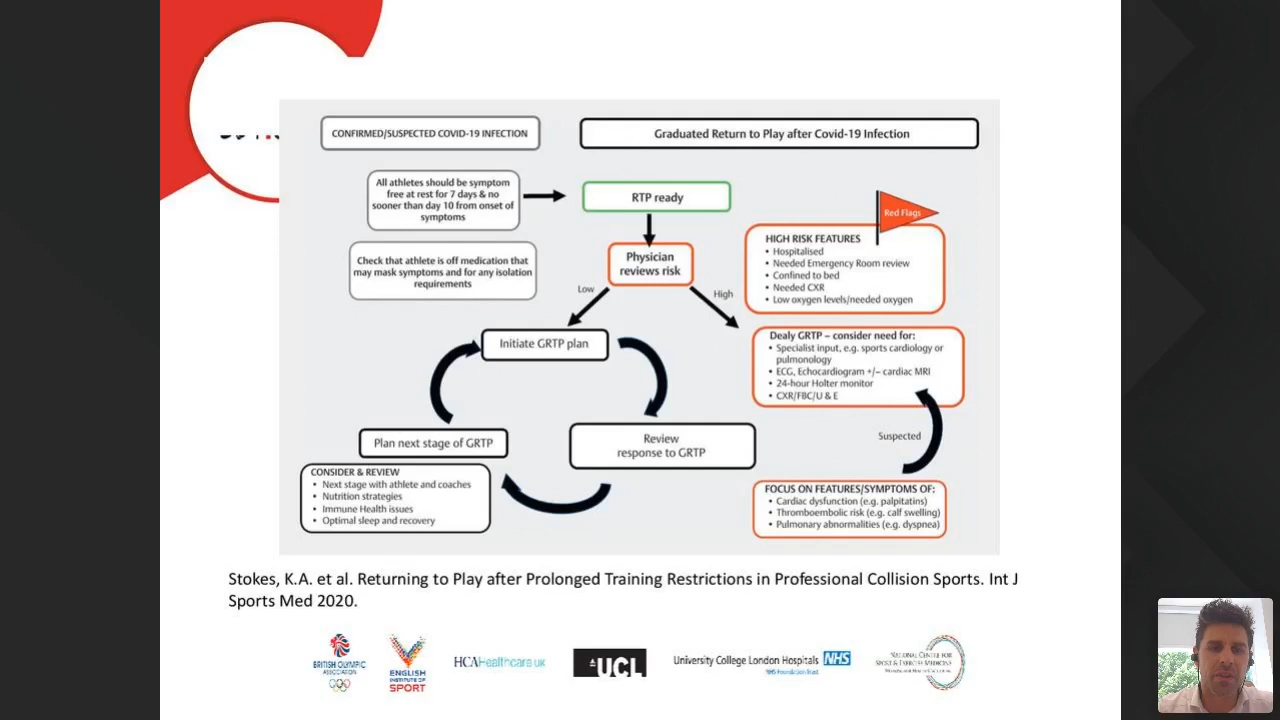 CONFIRMED/SUSPECTED COVID-19 INFECTION
Graduated Return to Play after Covid-19 Infection
All athletes should be symptom
free at rest for 7 days & no
sooner than day 10 from onset of
symptoms
RTP ready
Red Flags
Check that athlete is off medication that
may mask symptoms and for any isolation
requirements
Physician
reviews risk
HIGH RISK FEATURES
• Hospitalised
• Needed Emergency Room review
• Confined to bed
• Needed CXR
• Low oxygen levels/needed oxygen
Low
High
Initiate GRTP plan
Dealy GRTP – consider need for:
• Specialist input, e.g. sports cardiology or
pulmonology
• ECG, Echocardiogram +/– cardiac MRI
• 24-hour Holter monitor
• CXR/FBC/U & E
Suspected
Plan next stage of GRTP
Review
response to GRTP
CONSIDER & REVIEW
• Next stage with athlete and coaches
• Nutrition strategies
• Immune Health issues
• Optimal sleep and recovery
FOCUS ON FEATURES/SYMPTOMS OF:
• Cardiac dysfunction (e.g. palpitatins)
• Thromboembolic risk (e.g. calf swelling)
• Pulmonary abnormalities (e.g. dyspnea)
Stokes, K.A. et al. Returning to Play after Prolonged Training Restrictions in Professional Collision Sports. Int J
Sports Med 2020.
BRITISH OLYMPIC
ASSOCIATION
ENGLISH
INSTITUTE OF
SPORT
HCAHealthcare UK
UCL
University College London Hospitals NHS
NHS Foundation Trust
NATIONAL CENTRE FOR
SPORT & EXERCISE MEDICINE